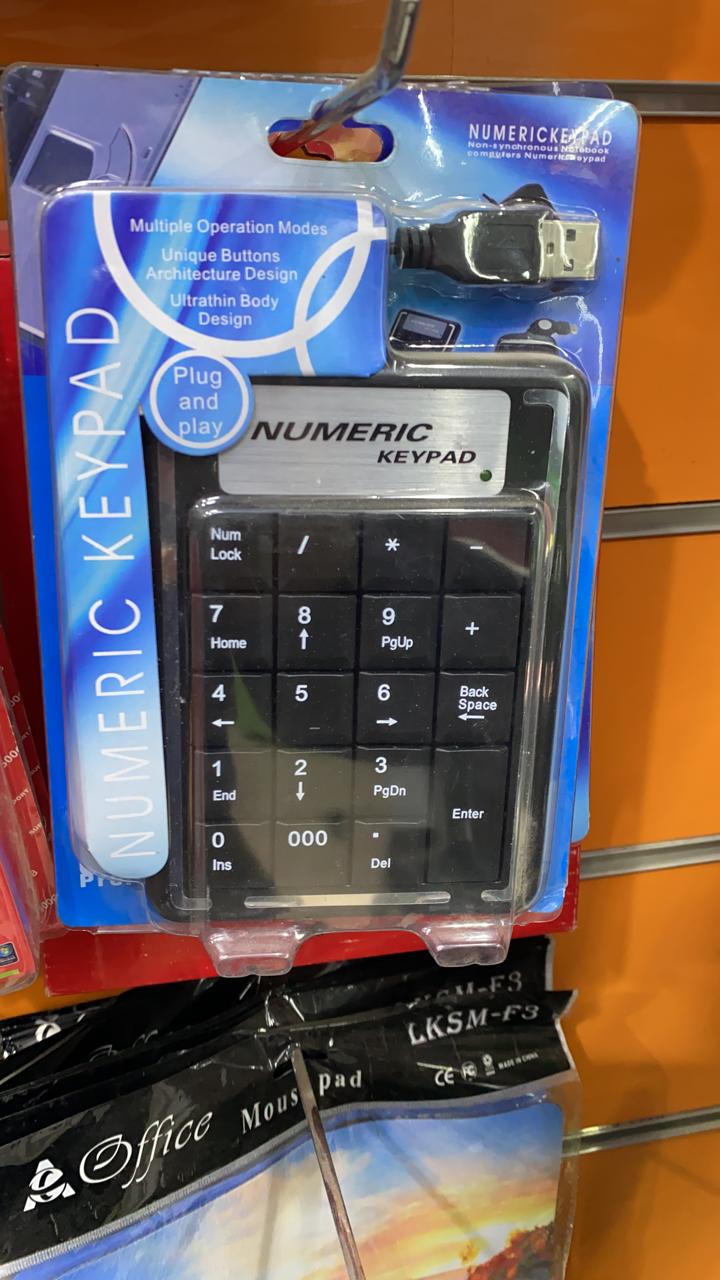 NUMERICKEYPAD
Non-synchronous Notebook
computers Numeric keypad
Multiple Operation Modes
Unique Buttons
Architecture Design
Ultrathin Body
Design
Plug
and
play
NUMERIC KEYPAD
NUMERIC
KEYPAD
Num
Lock
/
*
-
7
Home
8
↑
9
PgUp
+
4
←
5
6
→
Back
Space
←
1
End
2
↓
3
PgDn
Enter
0
Ins
000
.
Del
LKSM-F3
CE FC MADE IN CHINA
Office Mouse pad